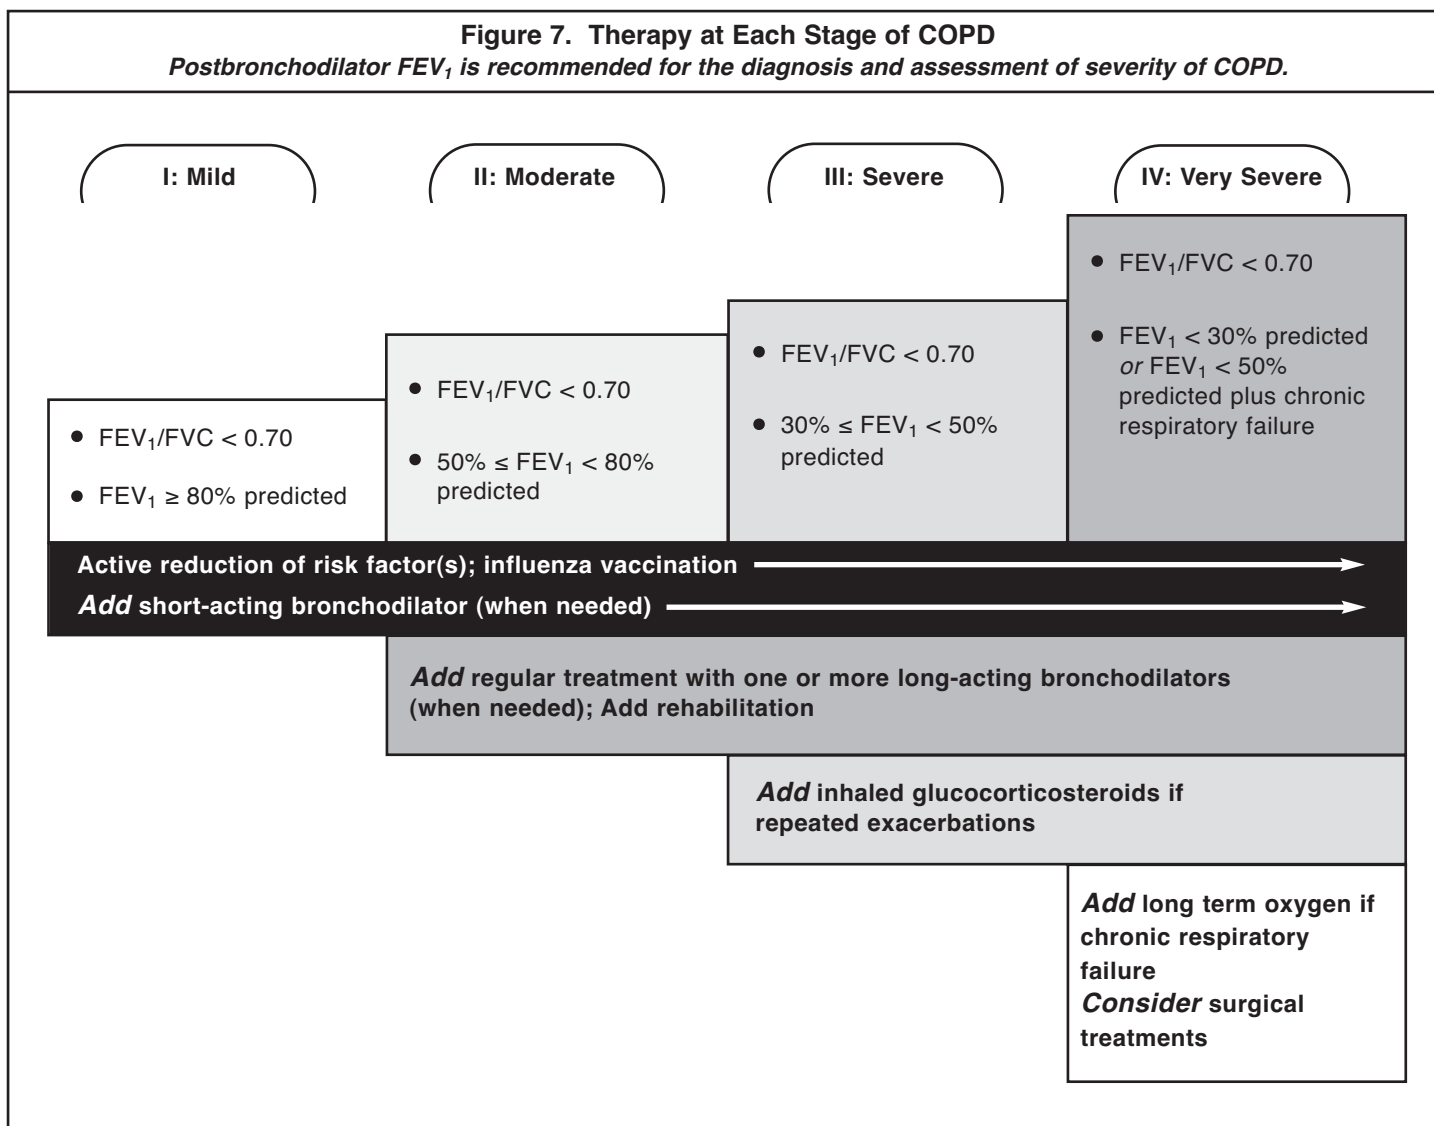 Figure 7. Therapy at Each Stage of COPD
Postbronchodilator FEV₁ is recommended for the diagnosis and assessment of severity of COPD.
I: Mild
II: Moderate
III: Severe
IV: Very Severe
• FEV₁/FVC < 0.70
• FEV₁ ≥ 80% predicted
• FEV₁/FVC < 0.70
• 50% ≤ FEV₁ < 80%
predicted
• FEV₁/FVC < 0.70
• 30% ≤ FEV₁ < 50%
predicted
• FEV₁/FVC < 0.70
• FEV₁ < 30% predicted
or FEV₁ < 50%
predicted plus chronic
respiratory failure
Active reduction of risk factor(s); influenza vaccination
Add short-acting bronchodilator (when needed)
Add regular treatment with one or more long-acting bronchodilators
(when needed); Add rehabilitation
Add inhaled glucocorticosteroids if
repeated exacerbations
Add long term oxygen if
chronic respiratory
failure
Consider surgical
treatments